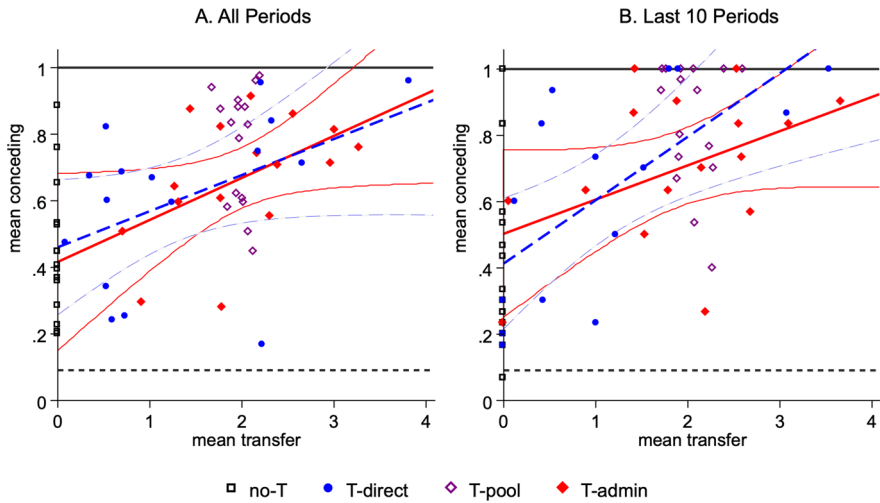 A. All Periods
B. Last 10 Periods
mean conceding
1
.8
.6
.4
.2
0
0 1 2 3 4
mean transfer
mean conceding
1
.8
.6
.4
.2
0
0 1 2 3 4
mean transfer
no-T T-direct T-pool T-admin